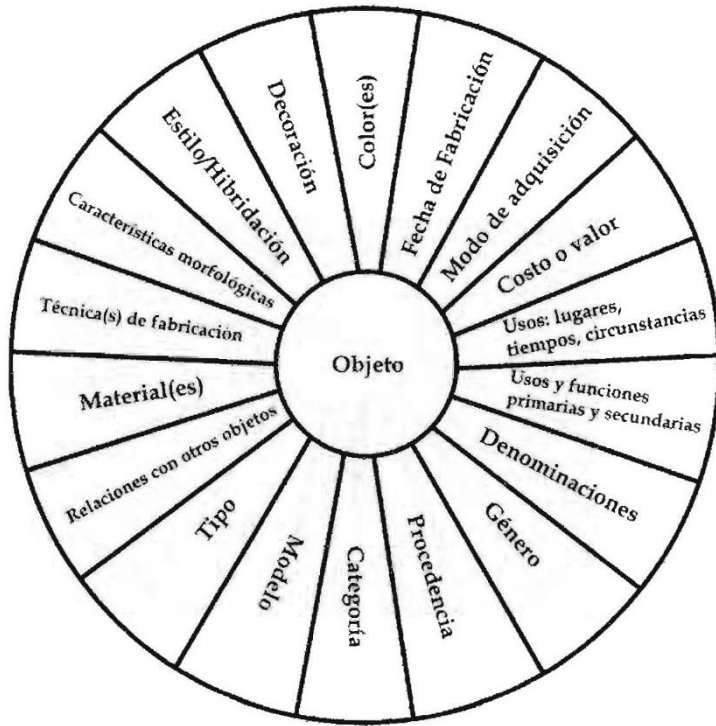 Color(es)
Fecha de Fabricación
Modo de adquisición
Costo o valor
Usos: lugares,
tiempos, circunstancias
Usos y funciones
primarias y secundarias
Denominaciones
Género
Procedencia
Categoría
Modelo
Tipo
Relaciones con otros objetos
Material(es)
Técnica(s) de fabricación
Características morfológicas
Estilo/Hibridación
Decoración
Objeto